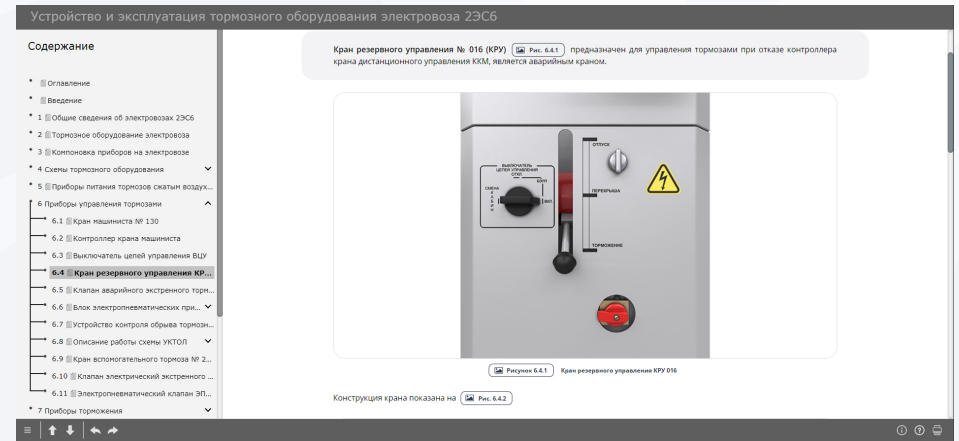 Устройство и эксплуатация тормозного оборудования электровоза 2ЭС6
Содержание
Оглавление
Введение
1 Общие сведения об электровозах 2ЭС6
2 Тормозное оборудование электровоза
3 Компоновка приборов на электровозе
4 Схемы тормозного оборудования
5 Приборы питания тормозов сжатым воздух...
6 Приборы управления тормозами
6.1 Кран машиниста № 130
6.2 Контроллер крана машиниста
6.3 Выключатель цепей управления ВЦУ
6.4 Кран резервного управления КР...
6.5 Клапан аварийного экстренного торм...
6.6 Блок электропневматических при...
6.7 Устройство контроля обрыва тормозн...
6.8 Описание работы схемы УКТОЛ
6.9 Кран вспомогательного тормоза № 2...
6.10 Клапан электрический экстренного ...
6.11 Электропневматический клапан ЭП...
7 Приборы торможения
Кран резервного управления № 016 (КРУ) Рис. 6.4.1 предназначен для управления тормозами при отказе контроллера
крана дистанционного управления ККМ, является аварийным краном.
ВЫКЛЮЧАТЕЛЬ
ЦЕПЕЙ УПРАВЛЕНИЯ
ОТКЛ
БУКП
СМЕНА
КАБИН
ВКЛ
ОТПУСК
ПЕРЕКРЫША
ТОРМОЖЕНИЕ
Рисунок 6.4.1 Кран резервного управления КРУ 016
Конструкция крана показана на Рис. 6.4.2